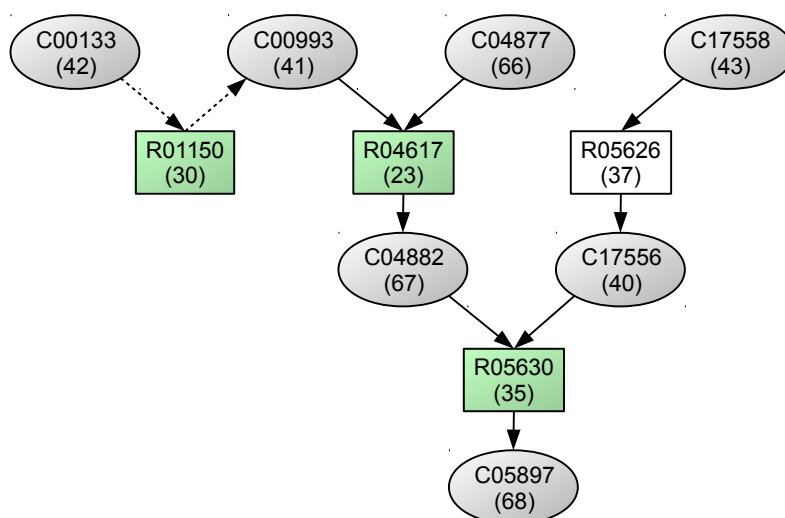 C00133
(42)
C00993
(41)
C04877
(66)
C17558
(43)
R01150
(30)
R04617
(23)
R05626
(37)
C04882
(67)
C17556
(40)
R05630
(35)
C05897
(68)